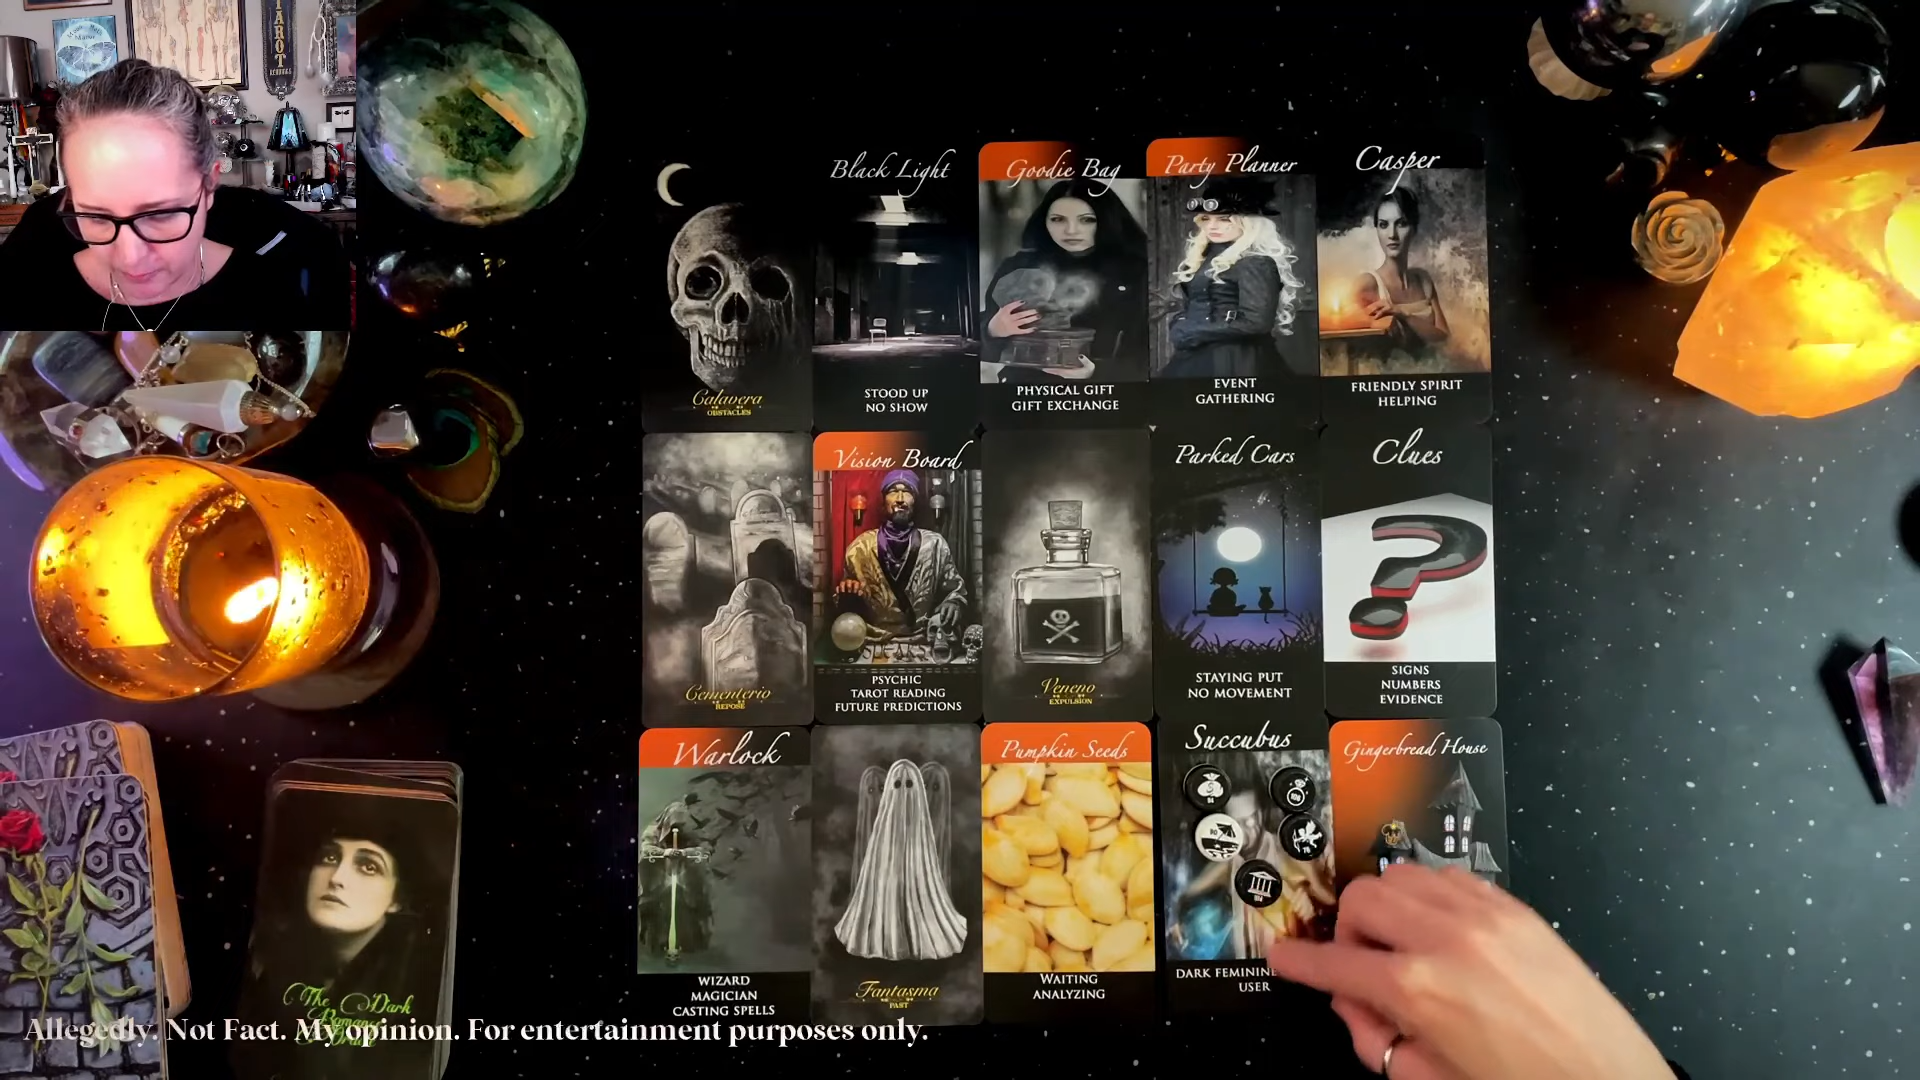 TAROT
READINGS
Black Light
Goodie Bag
Party Planner
Casper
Calavera
OBSTACLES
STOOD UP
NO SHOW
PHYSICAL GIFT
GIFT EXCHANGE
EVENT
GATHERING
FRIENDLY SPIRIT
HELPING
Vision Board
Parked Cars
Clues
Cementerio
REPOSE
PSYCHIC
TAROT READING
FUTURE PREDICTIONS
Veneno
EXPULSION
STAYING PUT
NO MOVEMENT
SIGNS
NUMBERS
EVIDENCE
Warlock
Pumpkin Seeds
Succubus
Gingerbread House
WIZARD
MAGICIAN
CASTING SPELLS
Fantasma
PAST
WAITING
ANALYZING
DARK FEMININE
USER
The Dark
Romance
Allegedly. Not Fact. My opinion. For entertainment purposes only.